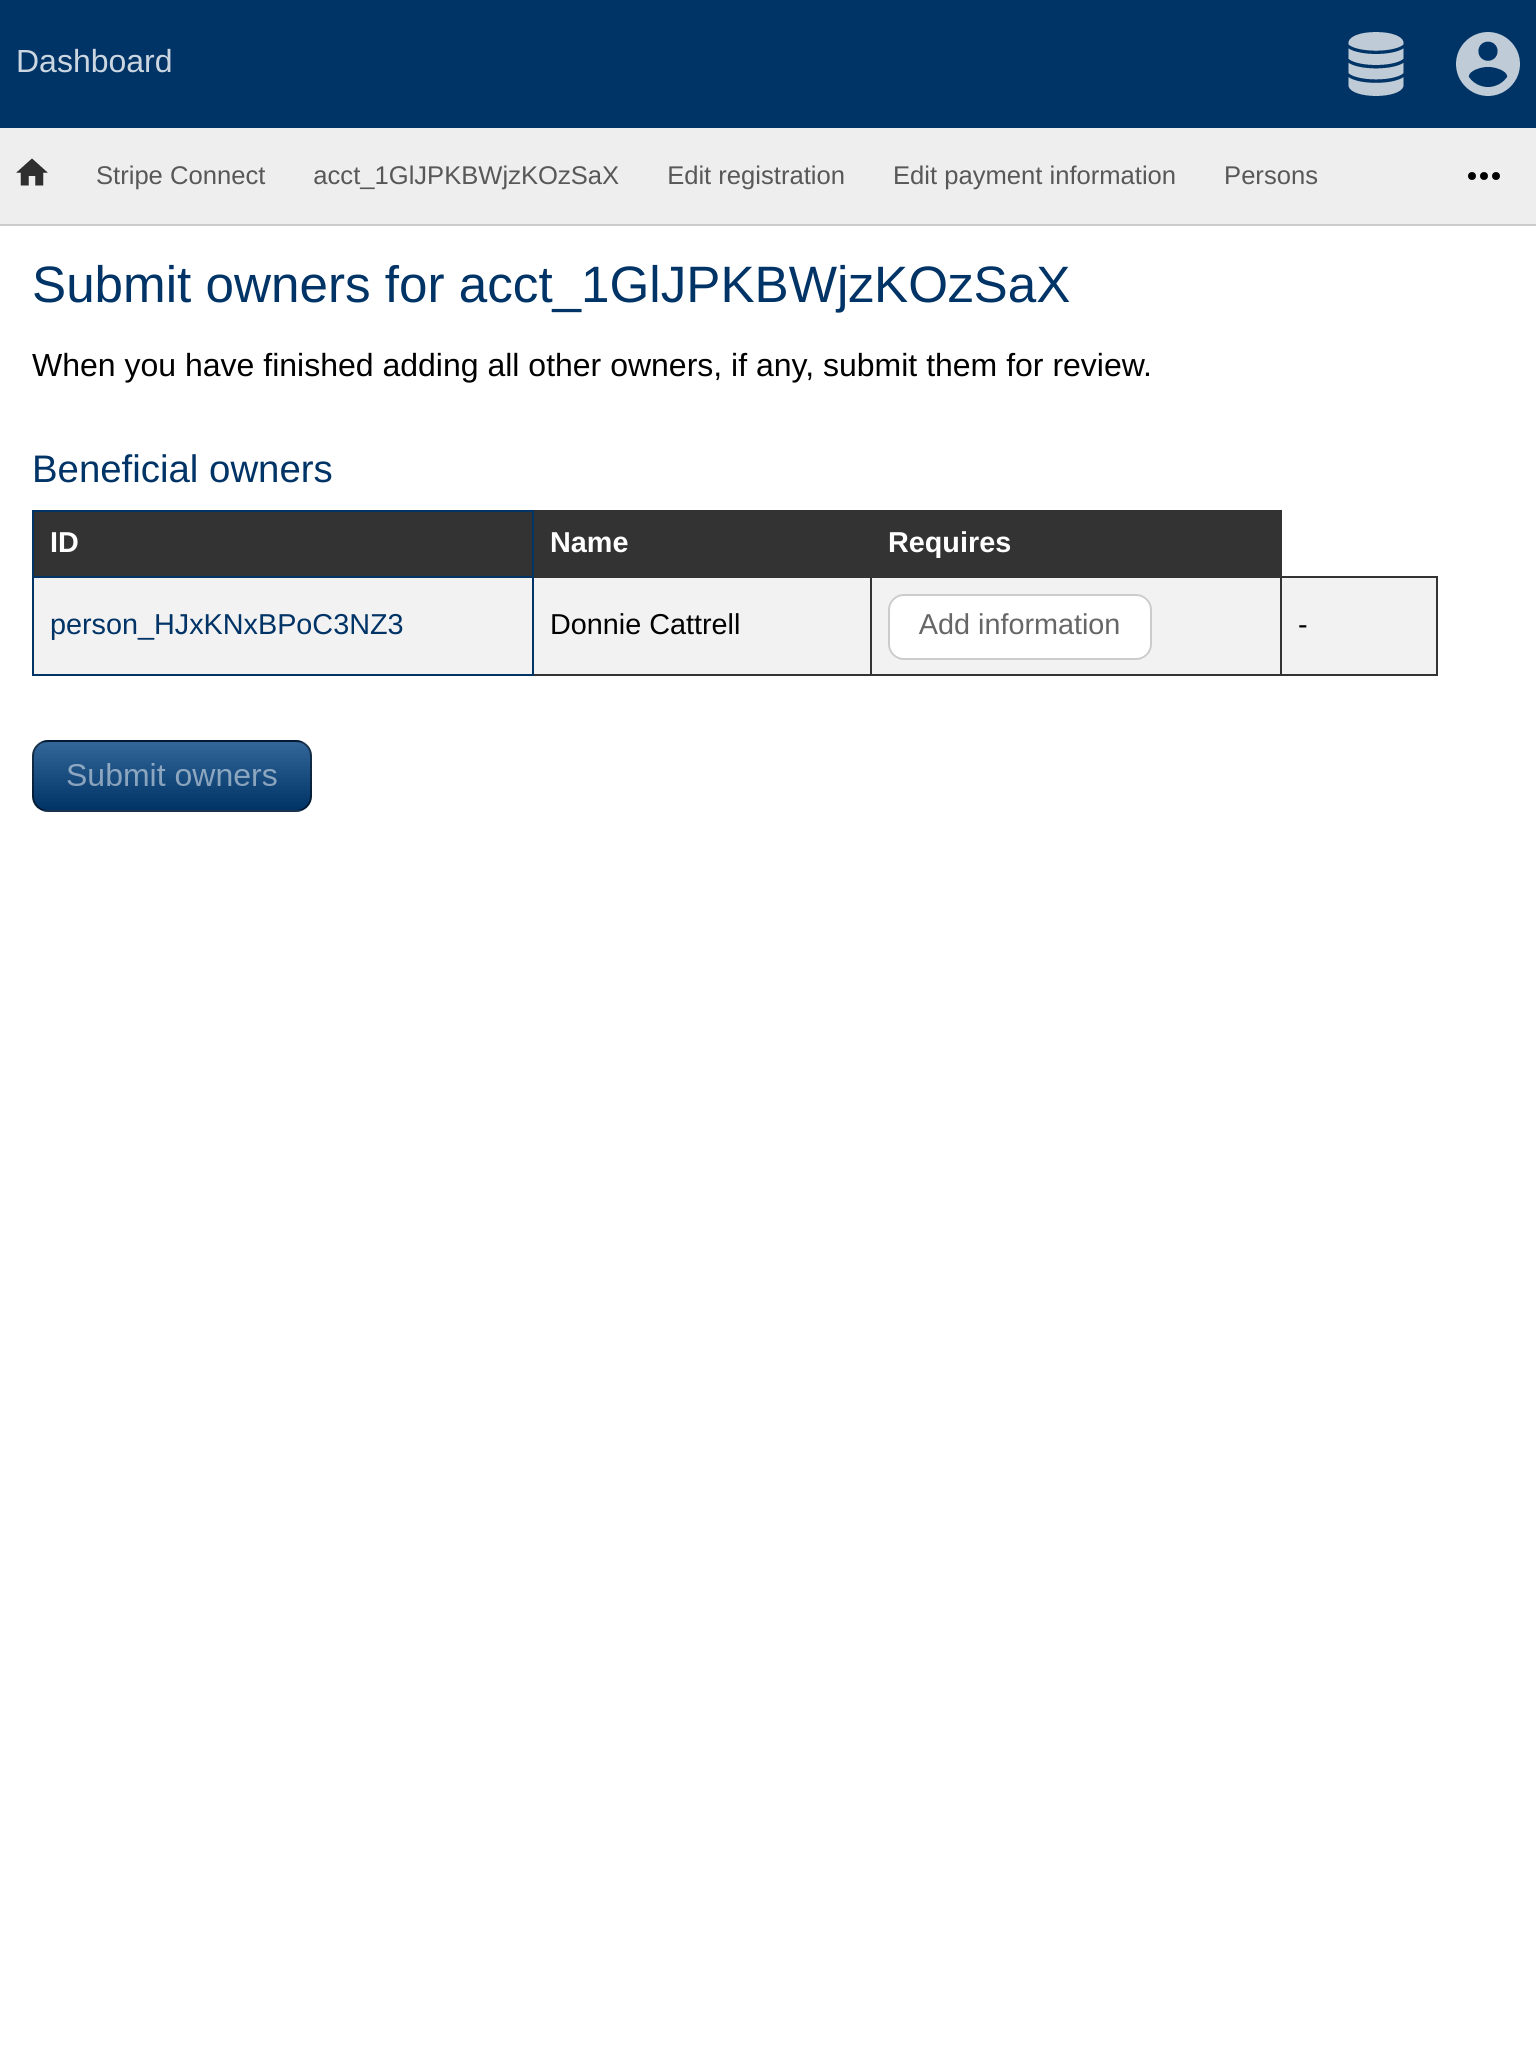 Dashboard
Stripe Connect acct_1GlJPKBWjzKOzSaX Edit registration Edit payment information Persons
Submit owners for acct_1GlJPKBWjzKOzSaX
When you have finished adding all other owners, if any, submit them for review.
Beneficial owners
ID Name Requires
person_HJxKNxBPoC3NZ3 Donnie Cattrell Add information -
Submit owners